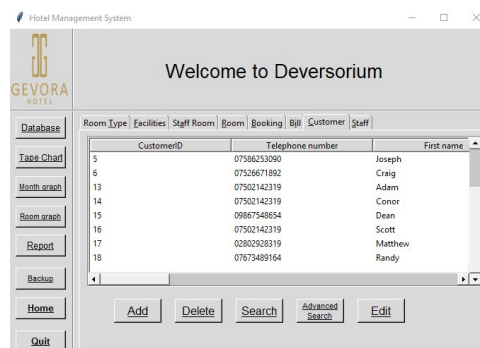 Hotel Management System
GEVORA
HOTEL
Welcome to Deversorium
Database
Tape Chart
Month graph
Room graph
Report
Backup
Home
Quit
Room Type Facilities Staff Room Room Booking Bill Customer Staff
CustomerID Telephone number First name
5 07586253090 Joseph
6 07526671892 Craig
13 07502142319 Adam
14 07502142319 Conor
15 09867548654 Dean
16 07502142319 Scott
17 02802928319 Matthew
18 07673489164 Randy
Add Delete Search Advanced Search Edit